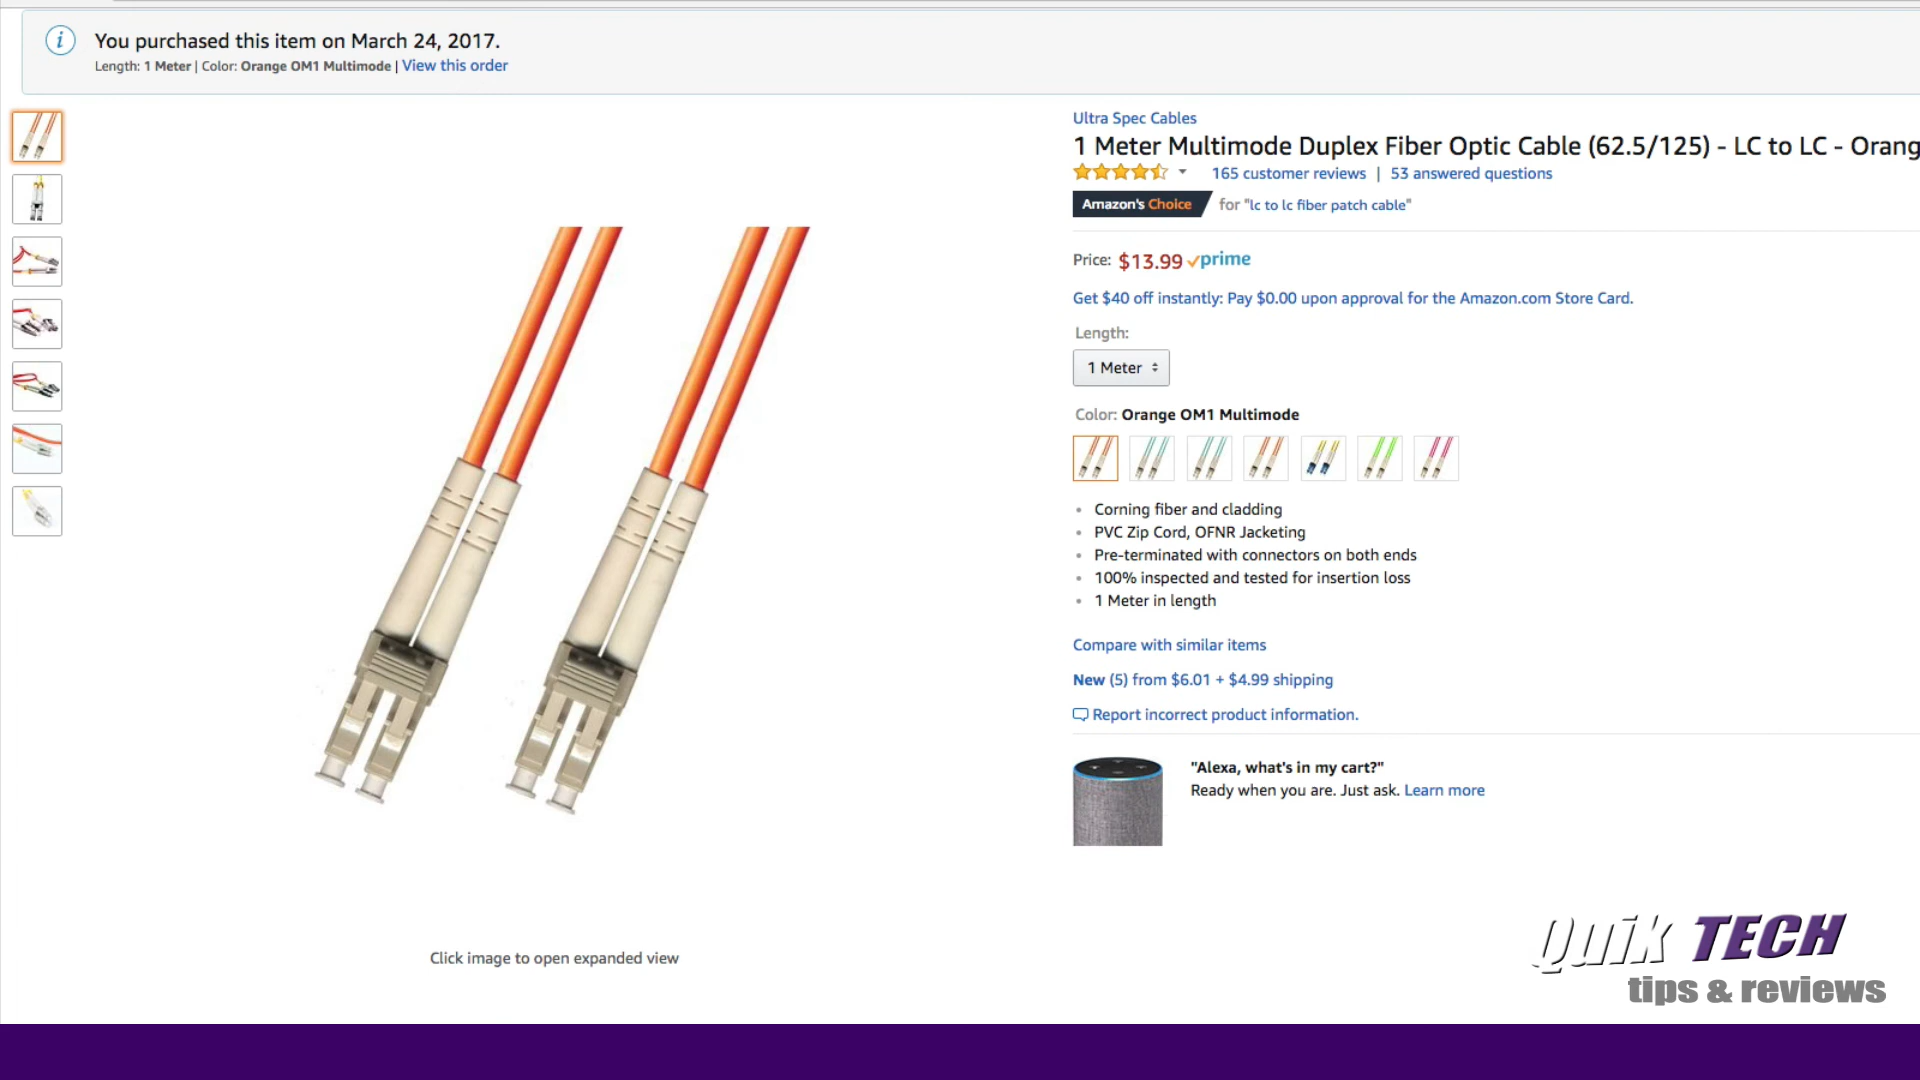 You purchased this item on March 24, 2017.
Length: 1 Meter | Color: Orange OM1 Multimode | View this order
Ultra Spec Cables
1 Meter Multimode Duplex Fiber Optic Cable (62.5/125) - LC to LC - Orang
165 customer reviews | 53 answered questions
Amazon's Choice for "lc to lc fiber patch cable"
Price: $13.99 prime
Get $40 off instantly: Pay $0.00 upon approval for the Amazon.com Store Card.
Length:
1 Meter
Color: Orange OM1 Multimode
• Corning fiber and cladding
• PVC Zip Cord, OFNR Jacketing
• Pre-terminated with connectors on both ends
• 100% inspected and tested for insertion loss
• 1 Meter in length
Compare with similar items
New (5) from $6.01 + $4.99 shipping
Report incorrect product information.
"Alexa, what's in my cart?"
Ready when you are. Just ask. Learn more
Click image to open expanded view
Quik TECH
tips & reviews